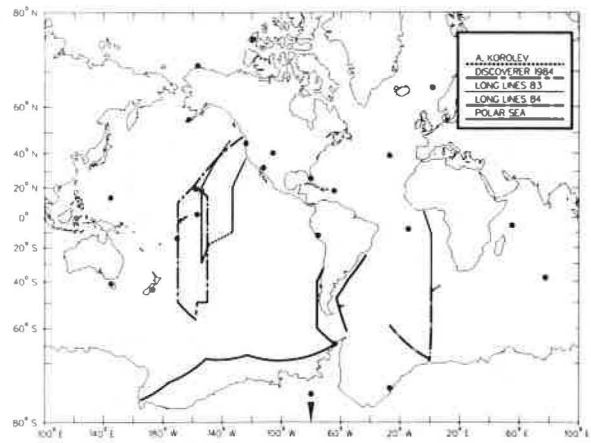 80° N
A. KOROLEV
DISCOVERER 1984
LONG LINES 83
LONG LINES 84
POLAR SEA
60° N
40° N
20° N
0°
20° S
40° S
60° S
80° S
100° E 140° E 180° W 140° W 100° W 60° W 20° W 20° E 60° E 100° E